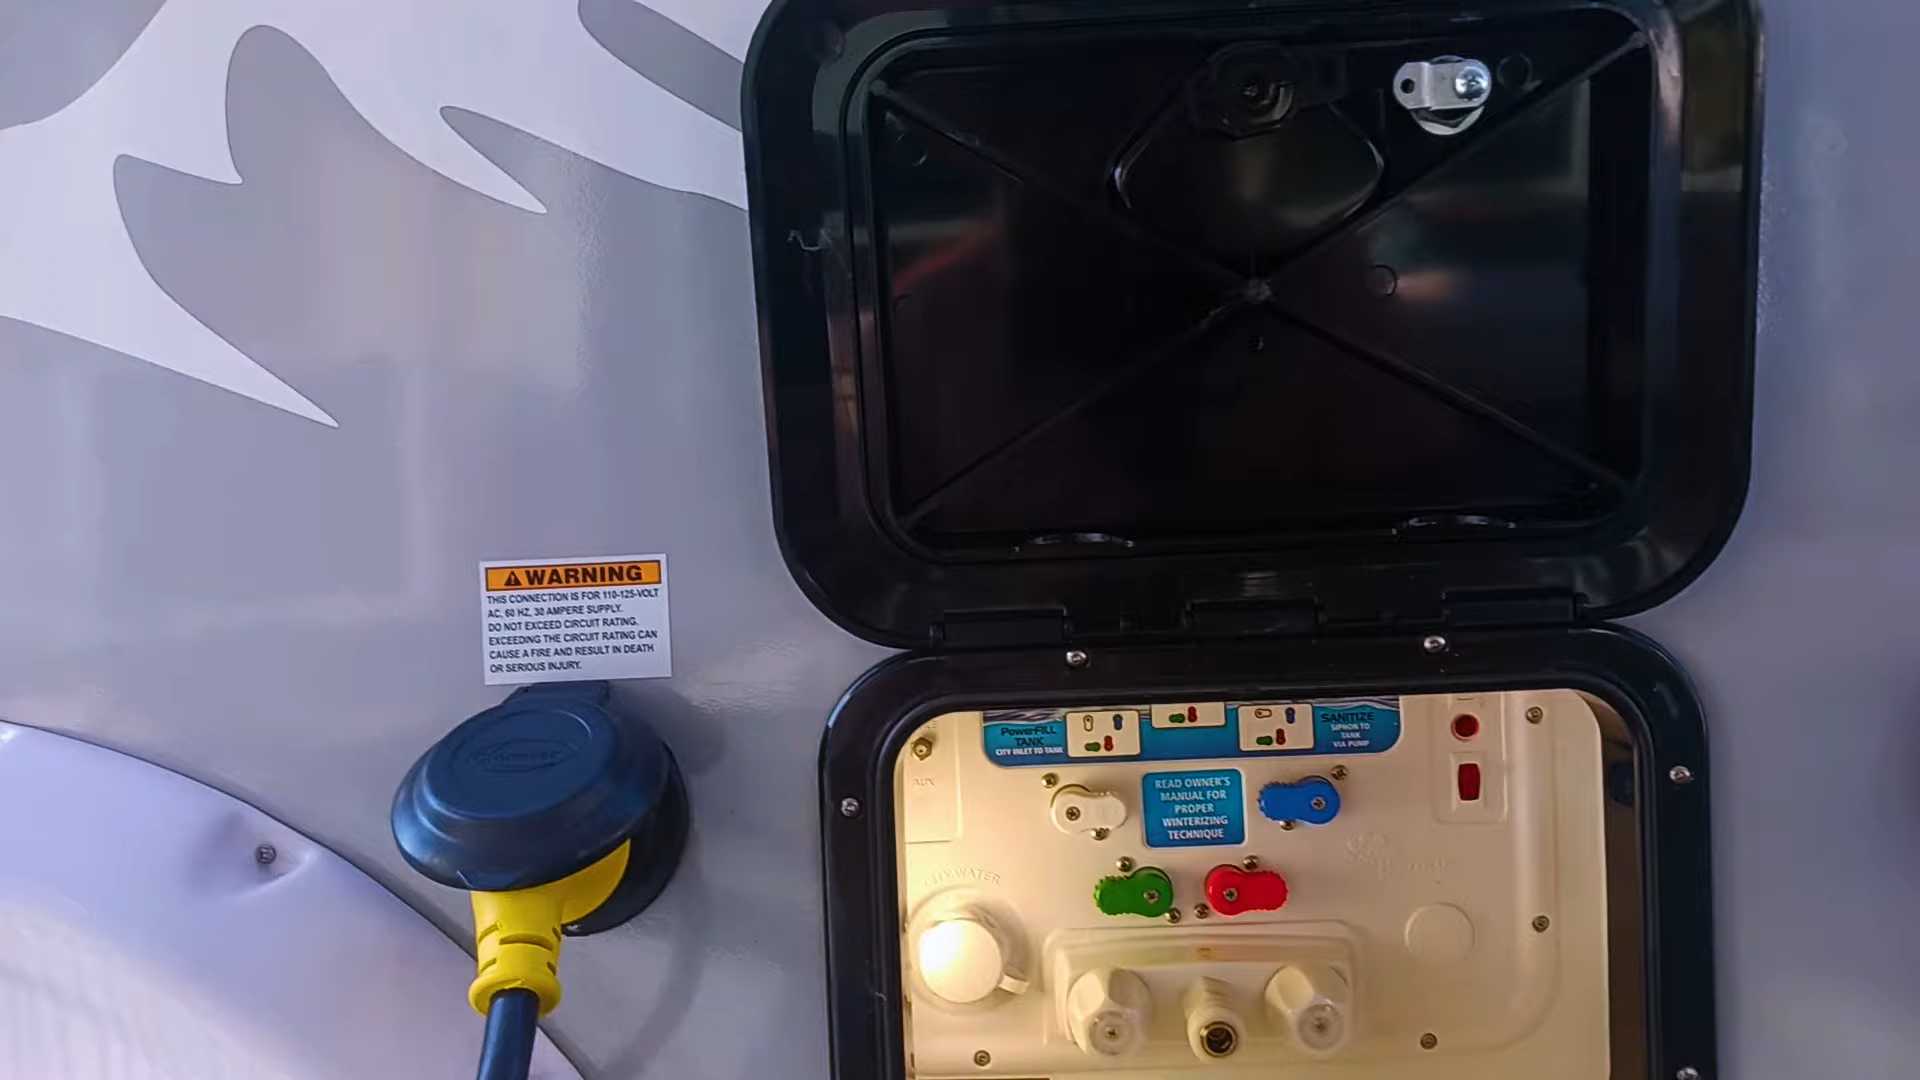 WARNING
THIS CONNECTION IS FOR 110-125-VOLT
AC, 60 HZ, 30 AMPERE SUPPLY.
DO NOT EXCEED CIRCUIT RATING.
EXCEEDING THE CIRCUIT RATING CAN
CAUSE A FIRE AND RESULT IN DEATH
OR SERIOUS INJURY.
PowerFILL
TANK
CITY INLET TO TANK
SANITIZE
SIPHON TO
TANK
VIA PUMP
AUX
READ OWNER'S
MANUAL FOR
PROPER
WINTERIZING
TECHNIQUE
CITY WATER